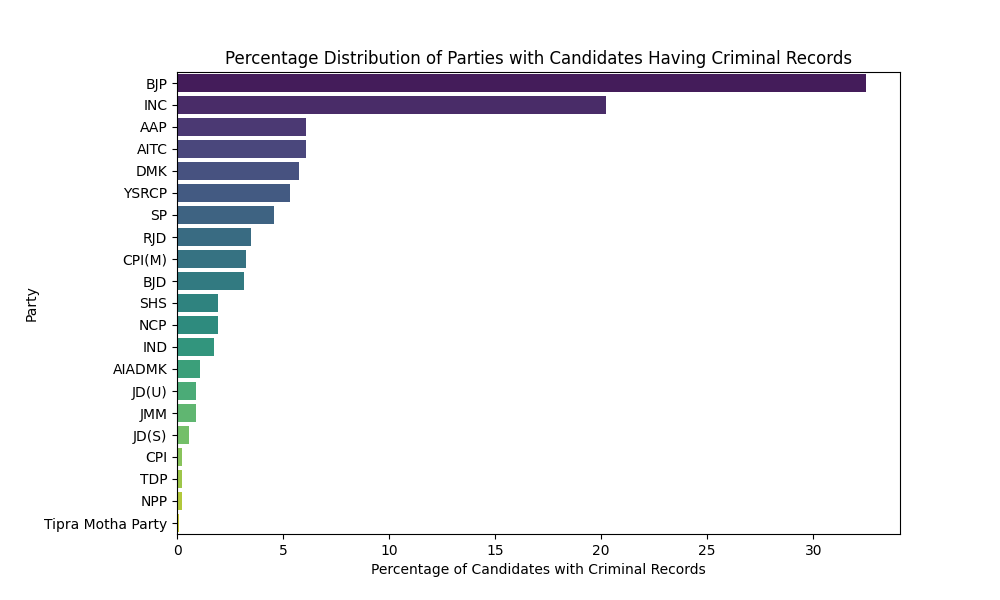 Percentage Distribution of Parties with Candidates Having Criminal Records
BJP
INC
AAP
AITC
DMK
YSRCP
SP
RJD
CPI(M)
BJD
SHS
NCP
IND
AIADMK
JD(U)
JMM
JD(S)
CPI
TDP
NPP
Tipra Motha Party
Party
0 5 10 15 20 25 30
Percentage of Candidates with Criminal Records